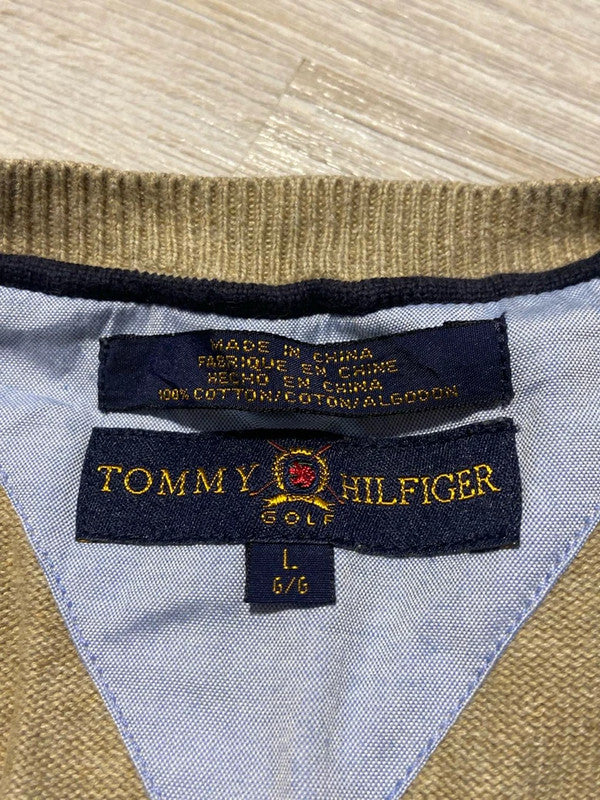 MADE IN CHINA
FABRIQUE EN CHINE
HECHO EN CHINA
100% COTTON/COTON/ALGODON
TOMMY HILFIGER
GOLF
L
G/G